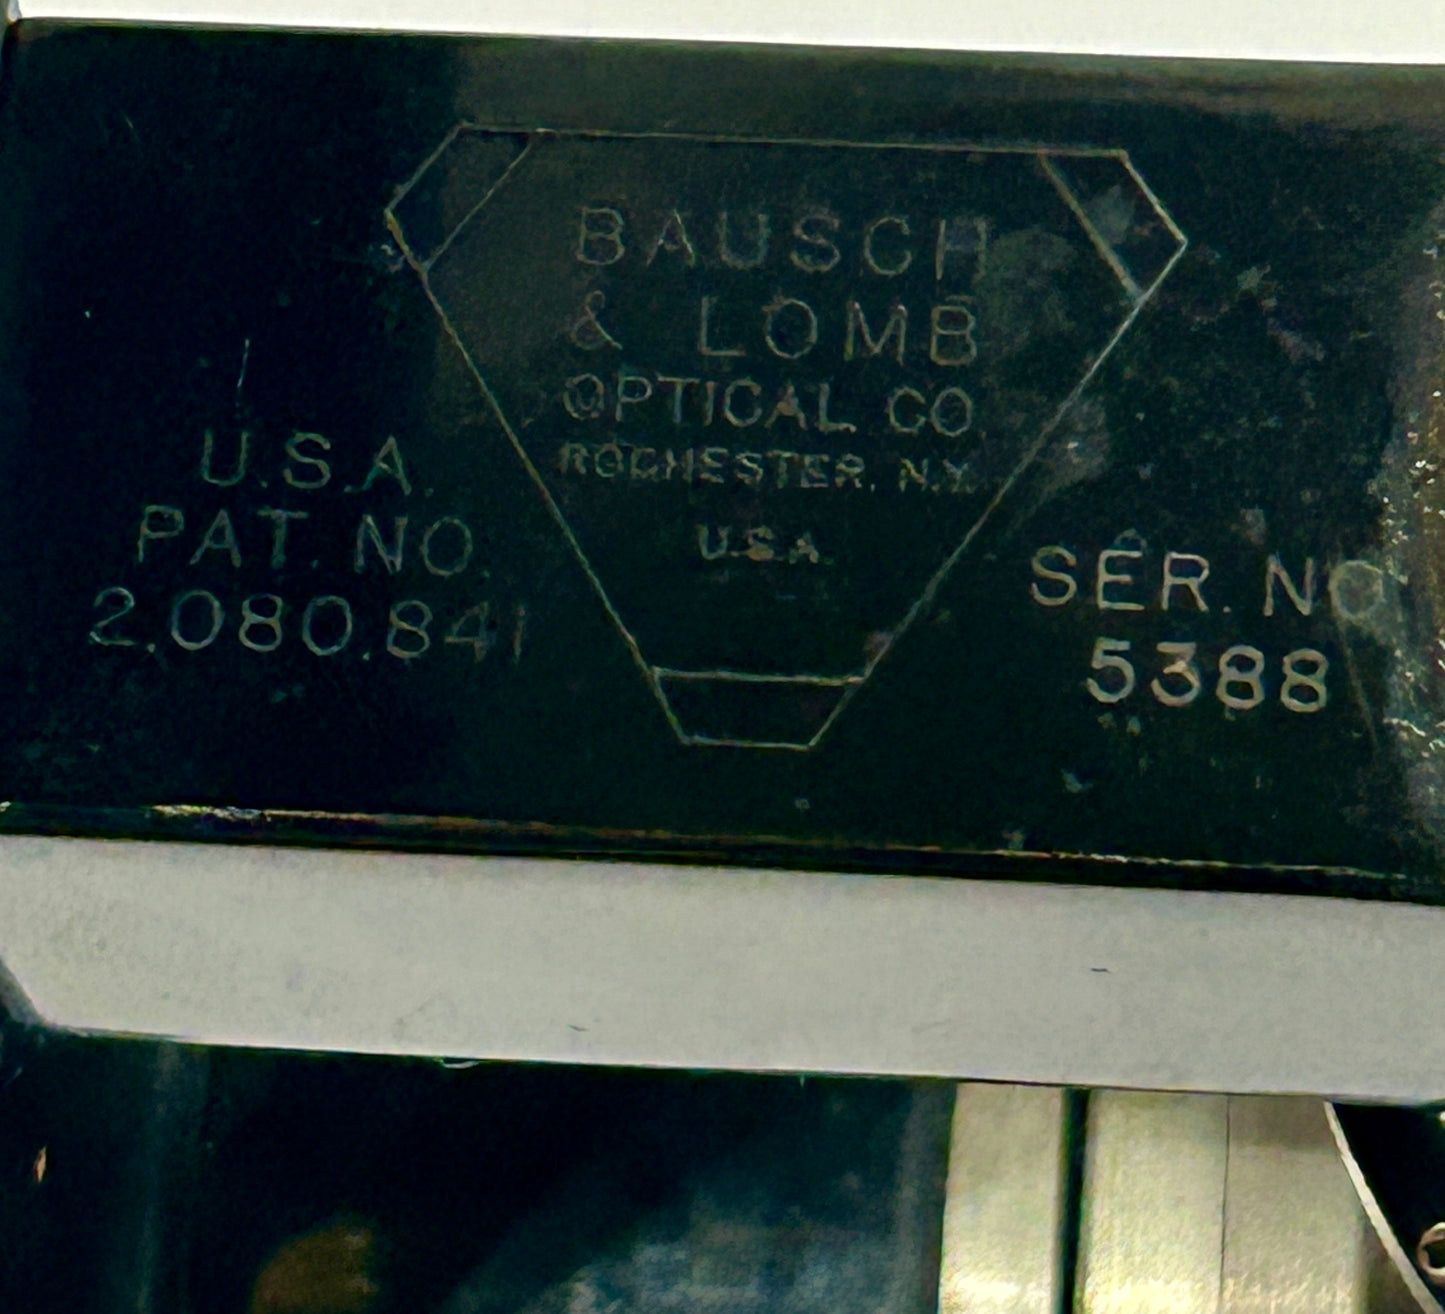 BAUSCH
& LOMB
OPTICAL CO.
ROCHESTER, N.Y.
U.S.A.
U.S.A.
PAT. NO.
2,080,841
SER. NO
5388